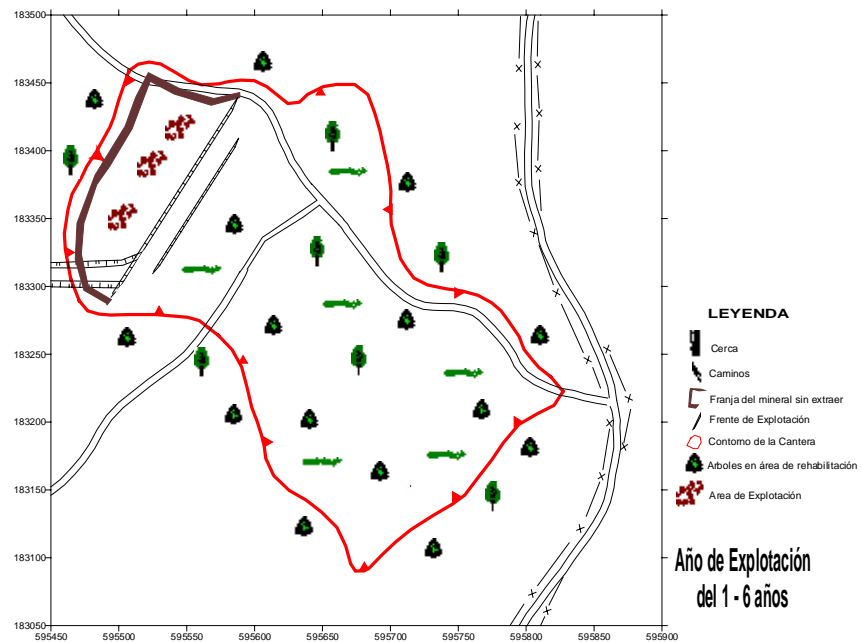 183500
183450
183400
183350
183300
183250
183200
183150
183100
183050
595450 595500 595550 595600 595650 595700 595750 595800 595850 595900
LEYENDA
Cerca
Caminos
Franja del mineral sin extraer
Frente de Explotación
Contorno de la Cantera
Arboles en área de rehabilitación
Area de Explotación
Año de Explotación
del 1 - 6 años